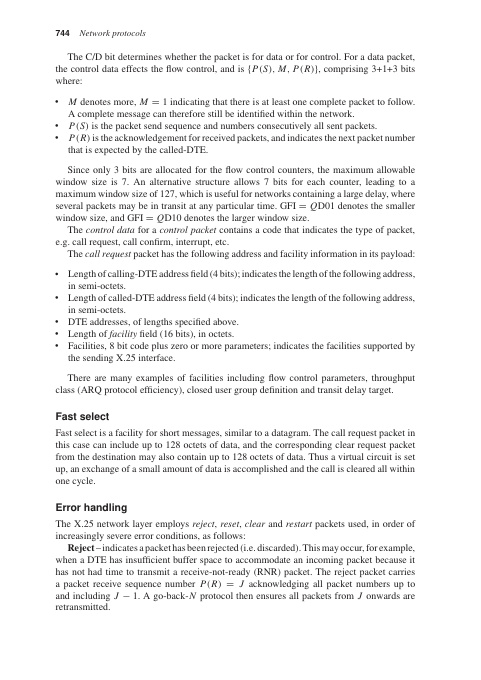 744 Network protocols
The C/D bit determines whether the packet is for data or for control. For a data packet,
the control data effects the flow control, and is {P(S), M, P(R)}, comprising 3+1+3 bits
where:
• M denotes more, M = 1 indicating that there is at least one complete packet to follow.
A complete message can therefore still be identified within the network.
• P(S) is the packet send sequence and numbers consecutively all sent packets.
• P(R) is the acknowledgement for received packets, and indicates the next packet number
that is expected by the called-DTE.
Since only 3 bits are allocated for the flow control counters, the maximum allowable
window size is 7. An alternative structure allows 7 bits for each counter, leading to a
maximum window size of 127, which is useful for networks containing a large delay, where
several packets may be in transit at any particular time. GFI = QD01 denotes the smaller
window size, and GFI = QD10 denotes the larger window size.
The control data for a control packet contains a code that indicates the type of packet,
e.g. call request, call confirm, interrupt, etc.
The call request packet has the following address and facility information in its payload:
• Length of calling-DTE address field (4 bits); indicates the length of the following address,
in semi-octets.
• Length of called-DTE address field (4 bits); indicates the length of the following address,
in semi-octets.
• DTE addresses, of lengths specified above.
• Length of facility field (16 bits), in octets.
• Facilities, 8 bit code plus zero or more parameters; indicates the facilities supported by
the sending X.25 interface.
There are many examples of facilities including flow control parameters, throughput
class (ARQ protocol efficiency), closed user group definition and transit delay target.
Fast select
Fast select is a facility for short messages, similar to a datagram. The call request packet in
this case can include up to 128 octets of data, and the corresponding clear request packet
from the destination may also contain up to 128 octets of data. Thus a virtual circuit is set
up, an exchange of a small amount of data is accomplished and the call is cleared all within
one cycle.
Error handling
The X.25 network layer employs reject, reset, clear and restart packets used, in order of
increasingly severe error conditions, as follows:
Reject – indicates a packet has been rejected (i.e. discarded). This may occur, for example,
when a DTE has insufficient buffer space to accommodate an incoming packet because it
has not had time to transmit a receive-not-ready (RNR) packet. The reject packet carries
a packet receive sequence number P(R) = J acknowledging all packet numbers up to
and including J − 1. A go-back-N protocol then ensures all packets from J onwards are
retransmitted.